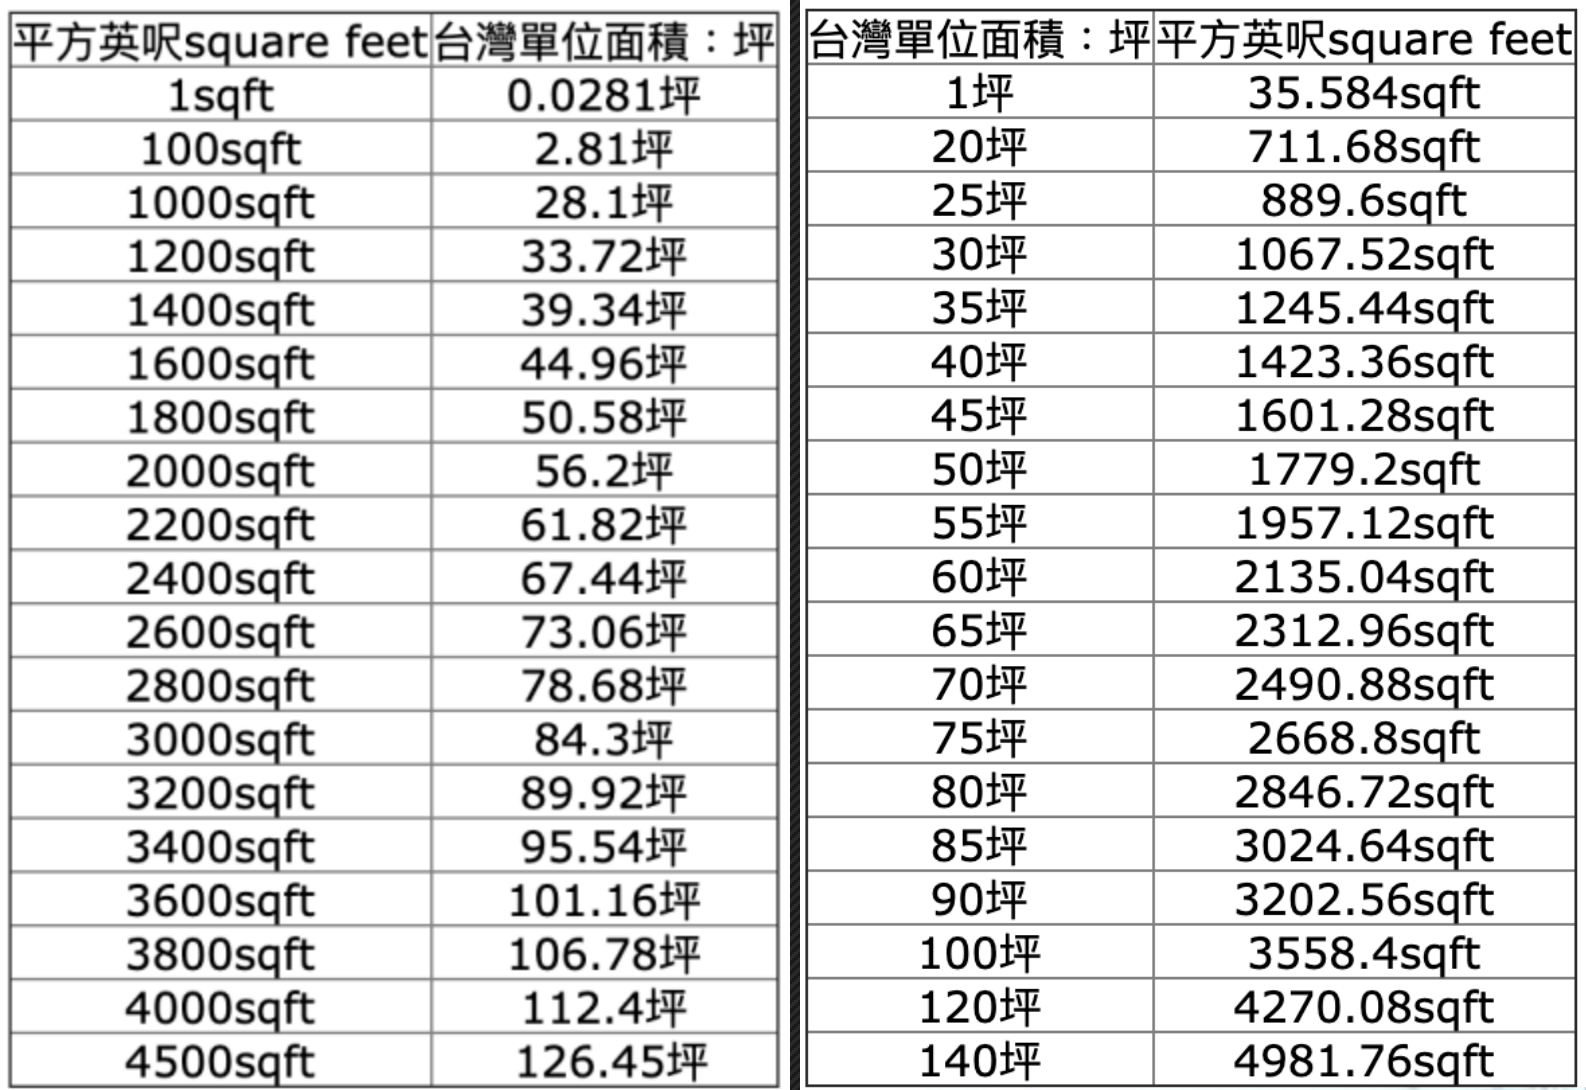 平方英呎square feet 台灣單位面積：坪
1sqft 0.0281坪
100sqft 2.81坪
1000sqft 28.1坪
1200sqft 33.72坪
1400sqft 39.34坪
1600sqft 44.96坪
1800sqft 50.58坪
2000sqft 56.2坪
2200sqft 61.82坪
2400sqft 67.44坪
2600sqft 73.06坪
2800sqft 78.68坪
3000sqft 84.3坪
3200sqft 89.92坪
3400sqft 95.54坪
3600sqft 101.16坪
3800sqft 106.78坪
4000sqft 112.4坪
4500sqft 126.45坪
台灣單位面積：坪 平方英呎square feet
1坪 35.584sqft
20坪 711.68sqft
25坪 889.6sqft
30坪 1067.52sqft
35坪 1245.44sqft
40坪 1423.36sqft
45坪 1601.28sqft
50坪 1779.2sqft
55坪 1957.12sqft
60坪 2135.04sqft
65坪 2312.96sqft
70坪 2490.88sqft
75坪 2668.8sqft
80坪 2846.72sqft
85坪 3024.64sqft
90坪 3202.56sqft
100坪 3558.4sqft
120坪 4270.08sqft
140坪 4981.76sqft